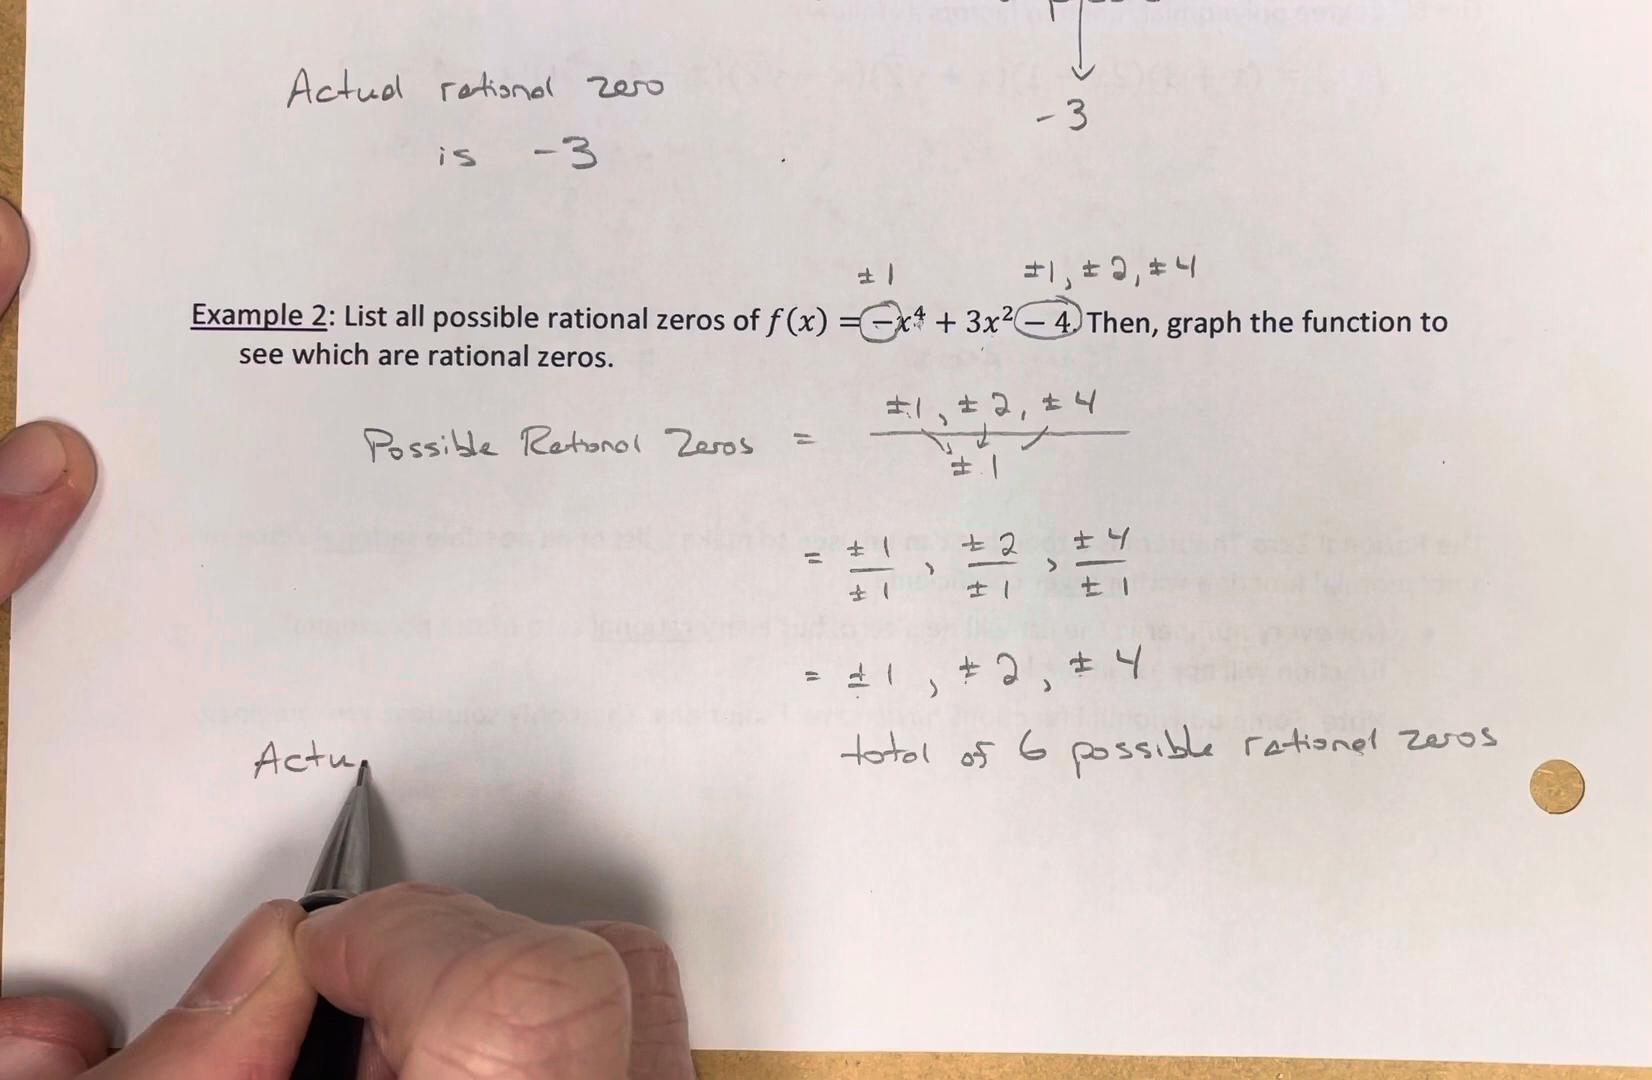 Actual rational zero
is -3
-3
±1 ±1, ±2, ±4
Example 2: List all possible rational zeros of f(x) = −x⁴ + 3x² − 4. Then, graph the function to
see which are rational zeros.
±1, ±2, ±4
Possible Rational Zeros =
±1
= ±1/±1, ±2/±1, ±4/±1
= ±1, ±2, ±4
total of 6 possible rational zeros
Actu